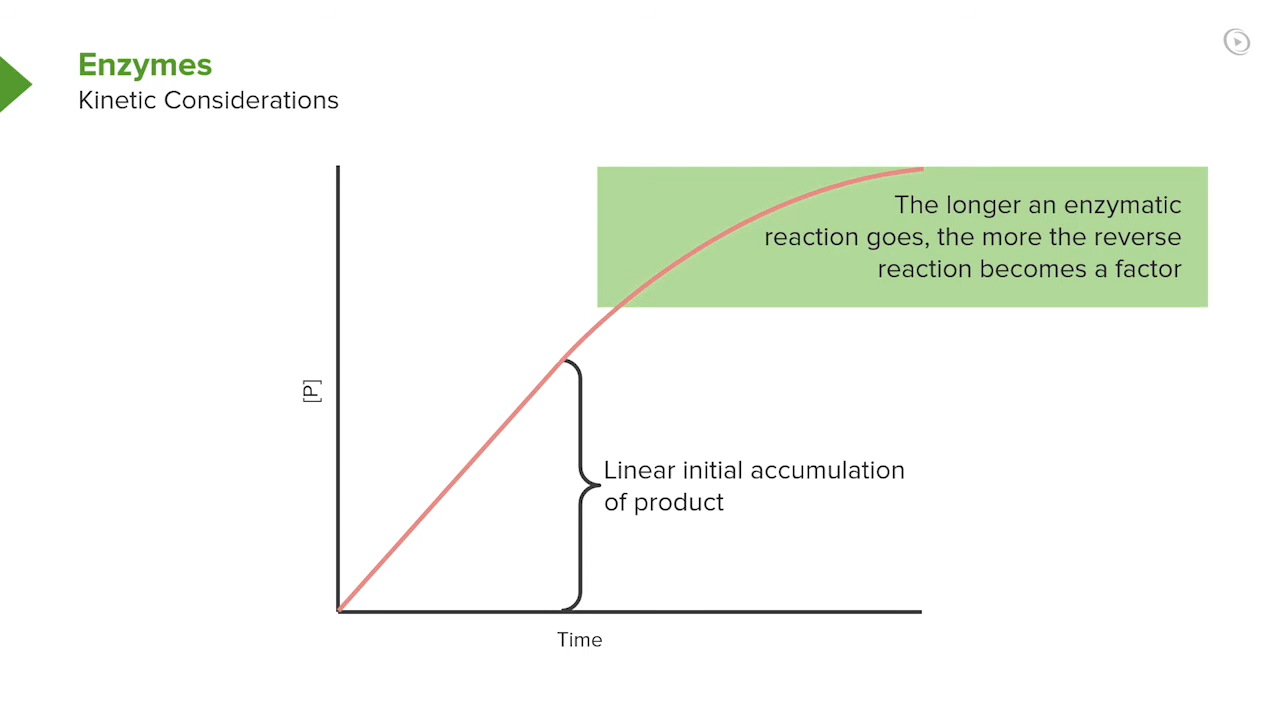 Enzymes
Kinetic Considerations
The longer an enzymatic
reaction goes, the more the reverse
reaction becomes a factor
[P]
Linear initial accumulation
of product
Time